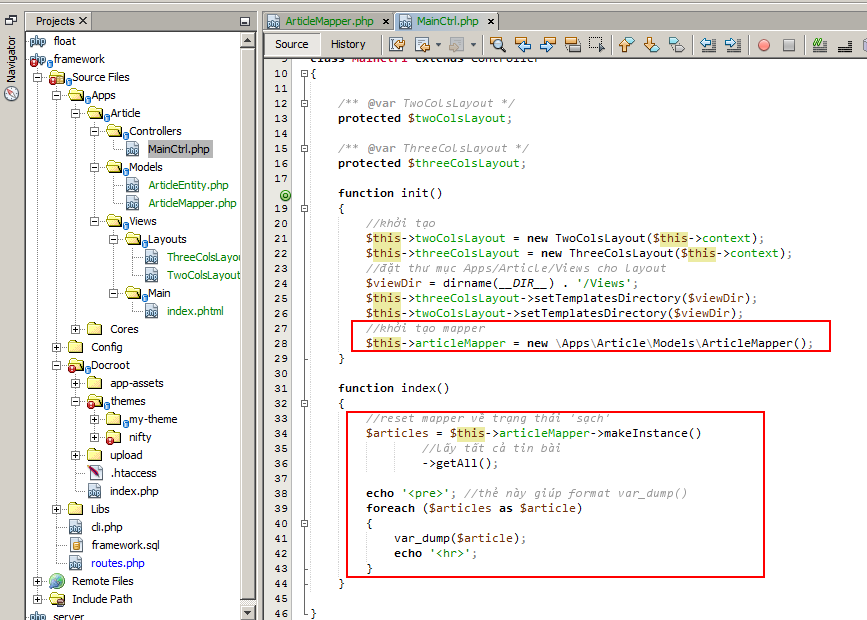 Projects
ArticleMapper.php
MainCtrl.php
Navigator
float
framework
Source Files
Apps
Article
Controllers
MainCtrl.php
Models
ArticleEntity.php
ArticleMapper.php
Views
Layouts
ThreeColsLayou
TwoColsLayout
Main
index.phtml
Cores
Config
Docroot
app-assets
themes
my-theme
nifty
upload
.htaccess
index.php
Libs
cli.php
framework.sql
routes.php
Remote Files
Include Path
server
Source History
9 class MainCtrl extends Controller
10 {
11
12 /** @var TwoColsLayout */
13 protected $twoColsLayout;
14
15 /** @var ThreeColsLayout */
16 protected $threeColsLayout;
17
function init()
19 {
20 //khởi tạo
21 $this->twoColsLayout = new TwoColsLayout($this->context);
22 $this->threeColsLayout = new ThreeColsLayout($this->context);
23 //đặt thư mục Apps/Article/Views cho layout
24 $viewDir = dirname(__DIR__) . '/Views';
25 $this->threeColsLayout->setTemplatesDirectory($viewDir);
26 $this->twoColsLayout->setTemplatesDirectory($viewDir);
27 //khởi tạo mapper
28 $this->articleMapper = new \Apps\Article\Models\ArticleMapper();
29 }
30
31 function index()
32 {
33 //reset mapper về trạng thái 'sạch'
34 $articles = $this->articleMapper->makeInstance()
35 //lấy tất cả tin bài
36 ->getAll();
37
38 echo '<pre>'; //thẻ này giúp format var_dump()
39 foreach ($articles as $article)
40 {
41 var_dump($article);
42 echo '<hr>';
43 }
44 }
45
46 }